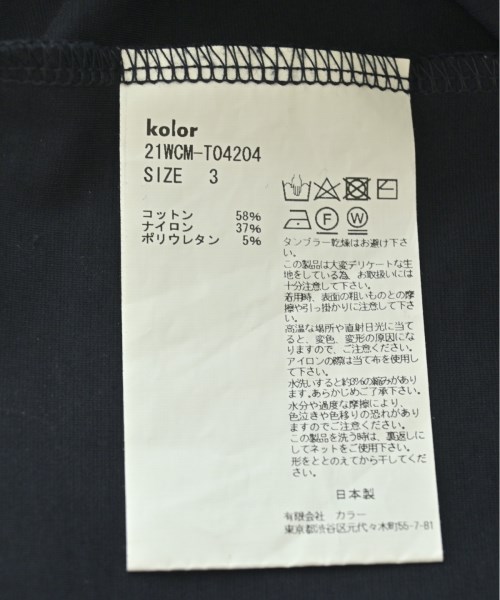 kolor
21WCM-T04204
SIZE 3
コットン 58%
ナイロン 37%
ポリウレタン 5%
F W
タンブラー乾燥はお避け下さ
い。
この製品は大変デリケートな生
地をしている為、お取扱いには
十分注意して下さい。
着用時、表面の粗いものとの摩
擦や引っ掛かりに注意して下さ
い。
高温な場所や直射日光に当て
ると、変色、変形の原因にな
りますので、ご注意ください。
アイロンの際は当て布を使用し
て下さい。
水洗いすると約3%の縮みがあり
ます。あらかじめご了承下さい。
水分や過度な摩擦により、
色泣きや色移りの恐れがありま
すのでご注意ください。
この製品を洗う時は、裏返しに
してネットをご使用下さい。
形をととのえてから干してくだ
さい。
日本製
有限会社 カラー
東京都渋谷区元代々木町55-7-B1